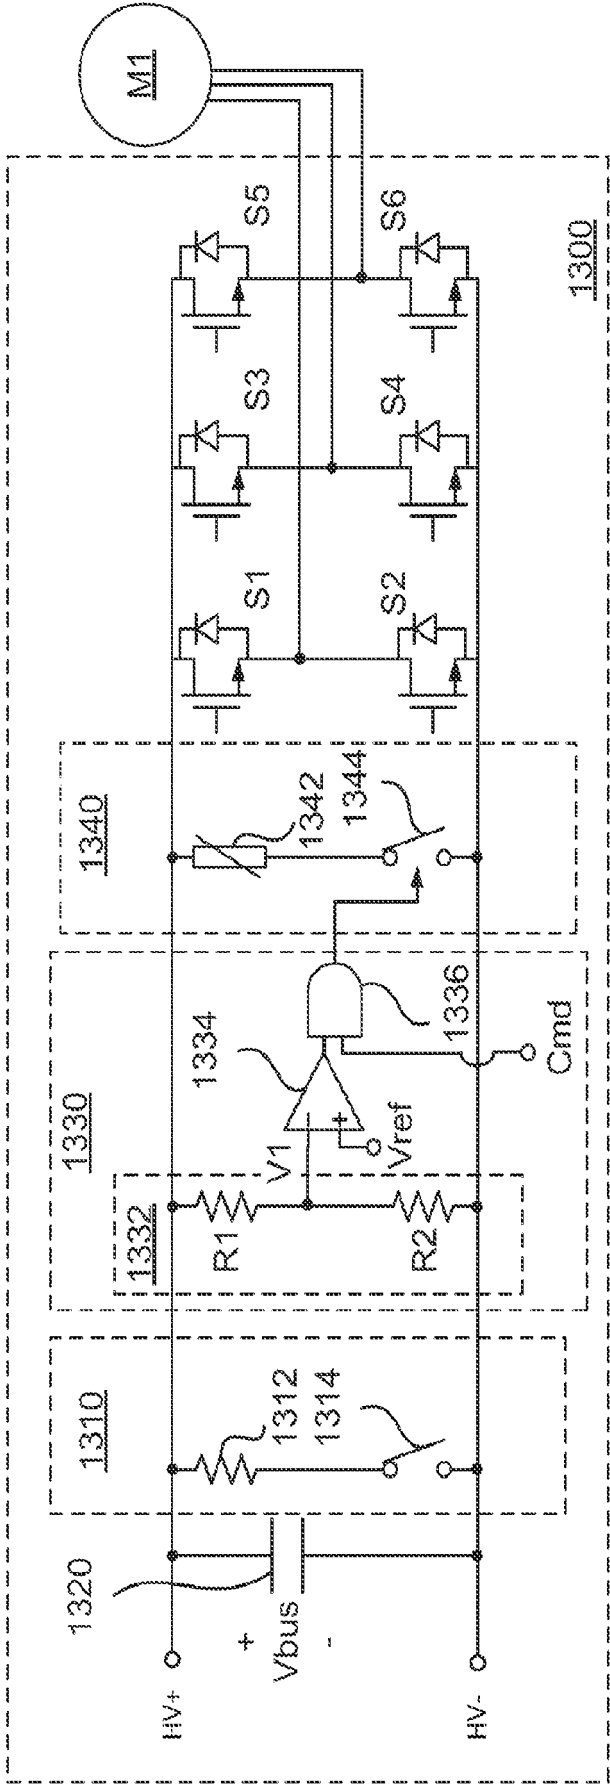 M1
S5
S6
1300
S3
S4
S1
S2
1340
1342
1344
1330
1334
1336
Cmd
V1
Vref
-
+
1332
R1
R2
1310
1312
1314
1320
+
Vbus
-
HV+
HV-